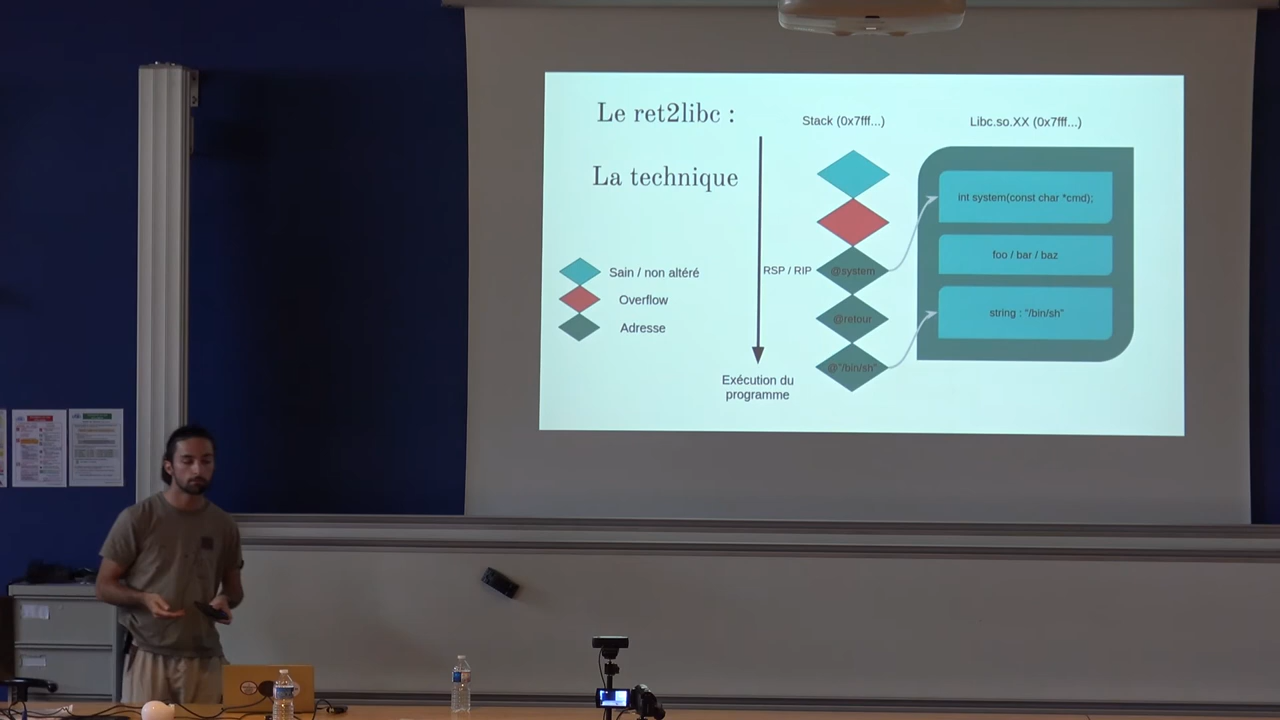 Le ret2libc :
La technique
Sain / non altéré
Overflow
Adresse
Exécution du
programme
Stack (0x7fff...)
RSP / RIP
@system
@retour
@"/bin/sh"
Libc.so.XX (0x7fff...)
int system(const char *cmd);
foo / bar / baz
string : "/bin/sh"